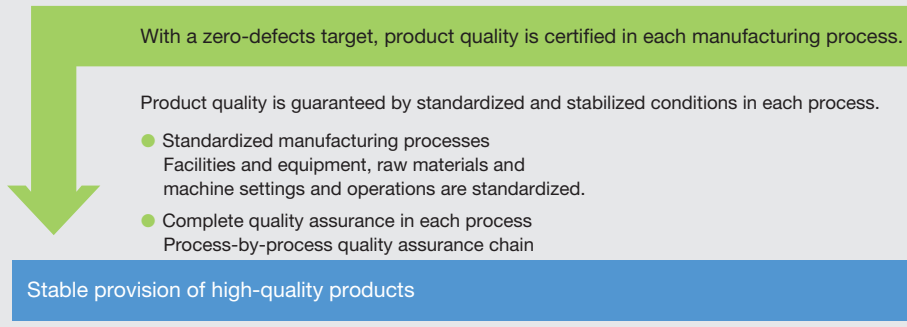 With a zero-defects target, product quality is certified in each manufacturing process.
Product quality is guaranteed by standardized and stabilized conditions in each process.
● Standardized manufacturing processes
Facilities and equipment, raw materials and
machine settings and operations are standardized.
● Complete quality assurance in each process
Process-by-process quality assurance chain
Stable provision of high-quality products